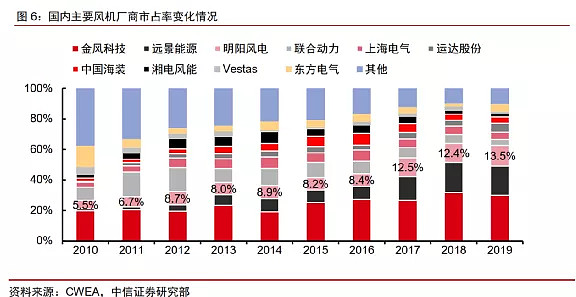 图 6：国内主要风机厂商市占率变化情况
金风科技 远景能源 明阳风电 联合动力 上海电气 运达股份
中国海装 湘电风能 Vestas 东方电气 其他
100%
80%
60%
40%
20%
0%
5.5% 6.7% 8.7% 8.0% 8.9% 8.2% 8.4% 12.5% 12.4% 13.5%
2010 2011 2012 2013 2014 2015 2016 2017 2018 2019
资料来源：CWEA，中信证券研究部